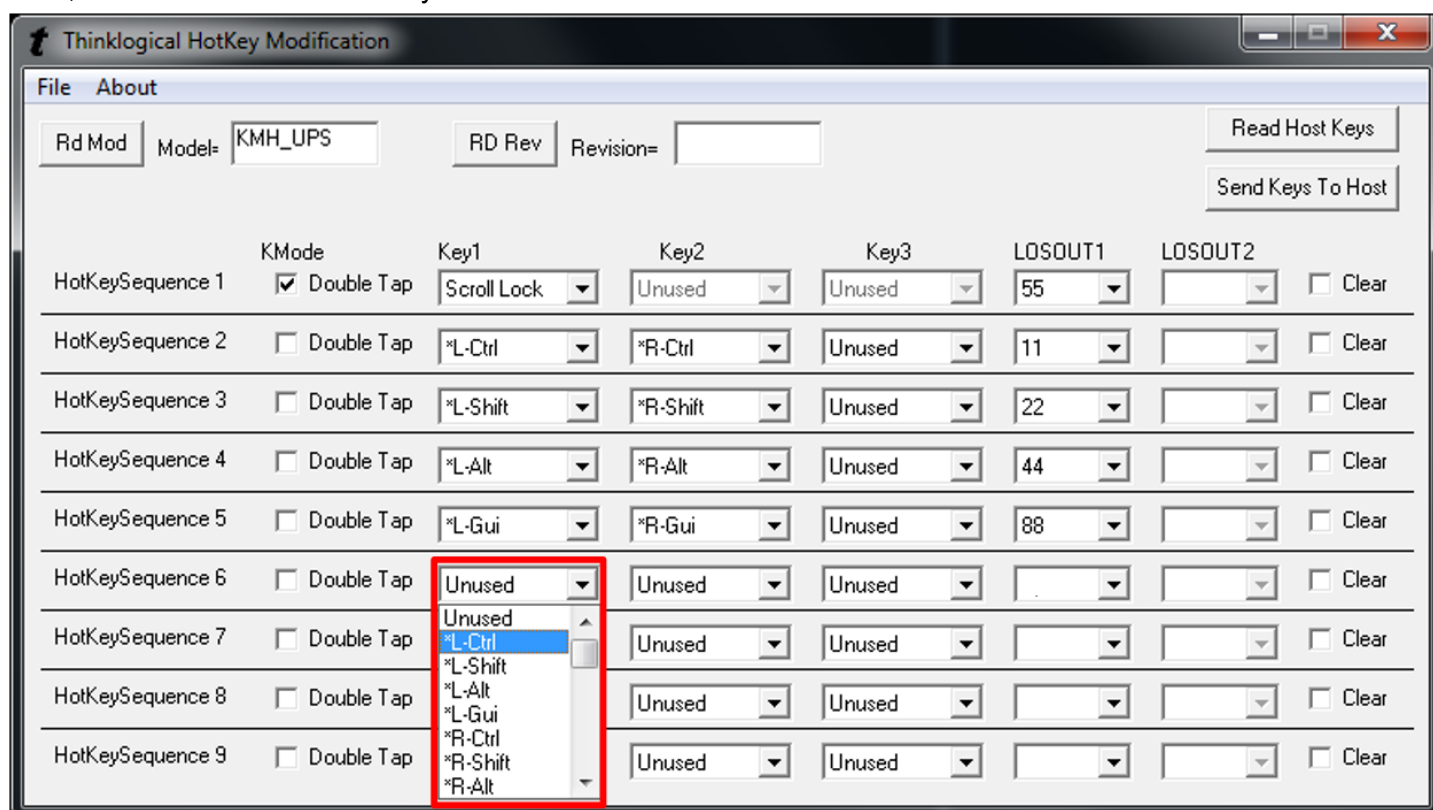 t Thinklogical HotKey Modification
File About
Rd Mod Model= KMH_UPS RD Rev Revision= Read Host Keys
Send Keys To Host
KMode Key1 Key2 Key3 LOSOUT1 LOSOUT2
HotKeySequence 1 Double Tap Scroll Lock Unused Unused 55 Clear
HotKeySequence 2 Double Tap *L-Ctrl *R-Ctrl Unused 11 Clear
HotKeySequence 3 Double Tap *L-Shift *R-Shift Unused 22 Clear
HotKeySequence 4 Double Tap *L-Alt *R-Alt Unused 44 Clear
HotKeySequence 5 Double Tap *L-Gui *R-Gui Unused 88 Clear
HotKeySequence 6 Double Tap Unused Unused Unused . Clear
Unused
*L-Ctrl
HotKeySequence 7 Double Tap Unused Unused Clear
*L-Shift
*L-Alt
HotKeySequence 8 Double Tap Unused Unused Clear
*L-Gui
*R-Ctrl
HotKeySequence 9 Double Tap *R-Shift Unused Unused Clear
*R-Alt